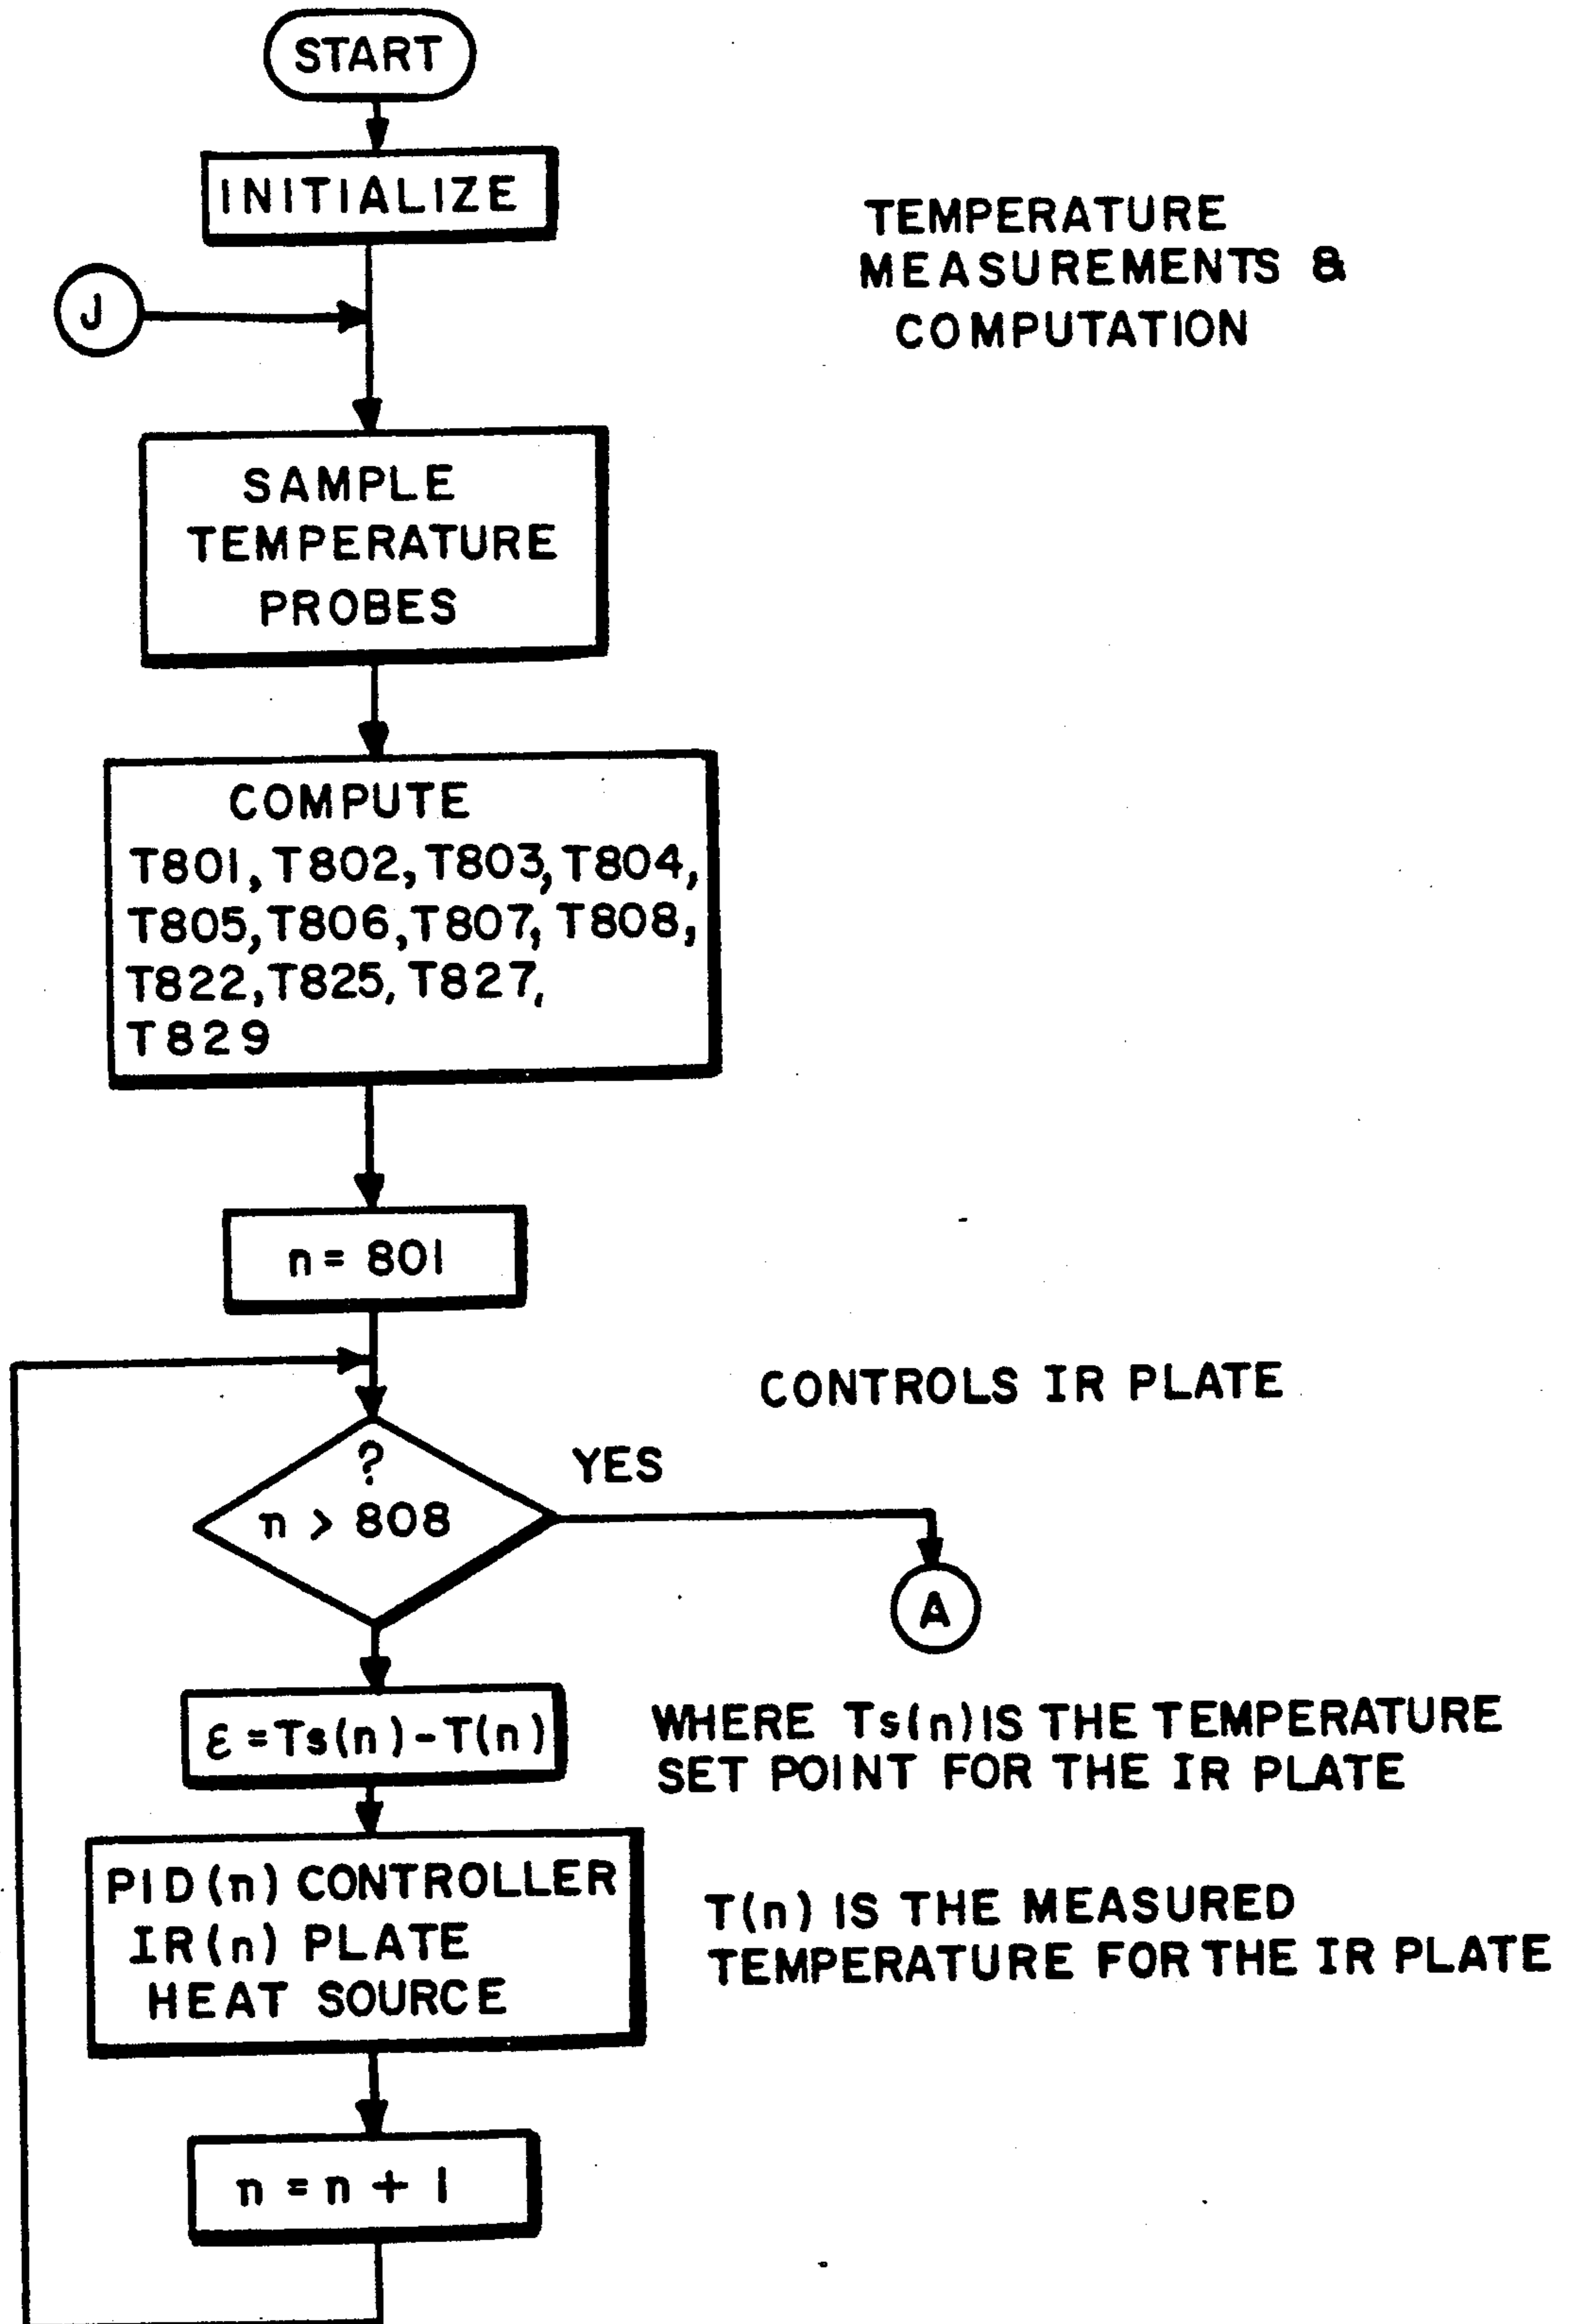 START
INITIALIZE
TEMPERATURE
MEASUREMENTS &
COMPUTATION
J
SAMPLE
TEMPERATURE
PROBES
COMPUTE
T801, T802, T803, T804,
T805, T806, T807, T808,
T822, T825, T827,
T829
n = 801
CONTROLS IR PLATE
?
n > 808
YES
A
ε = Ts(n) - T(n)
WHERE Ts(n) IS THE TEMPERATURE
SET POINT FOR THE IR PLATE
PID (n) CONTROLLER
IR (n) PLATE
HEAT SOURCE
T(n) IS THE MEASURED
TEMPERATURE FOR THE IR PLATE
n = n + 1